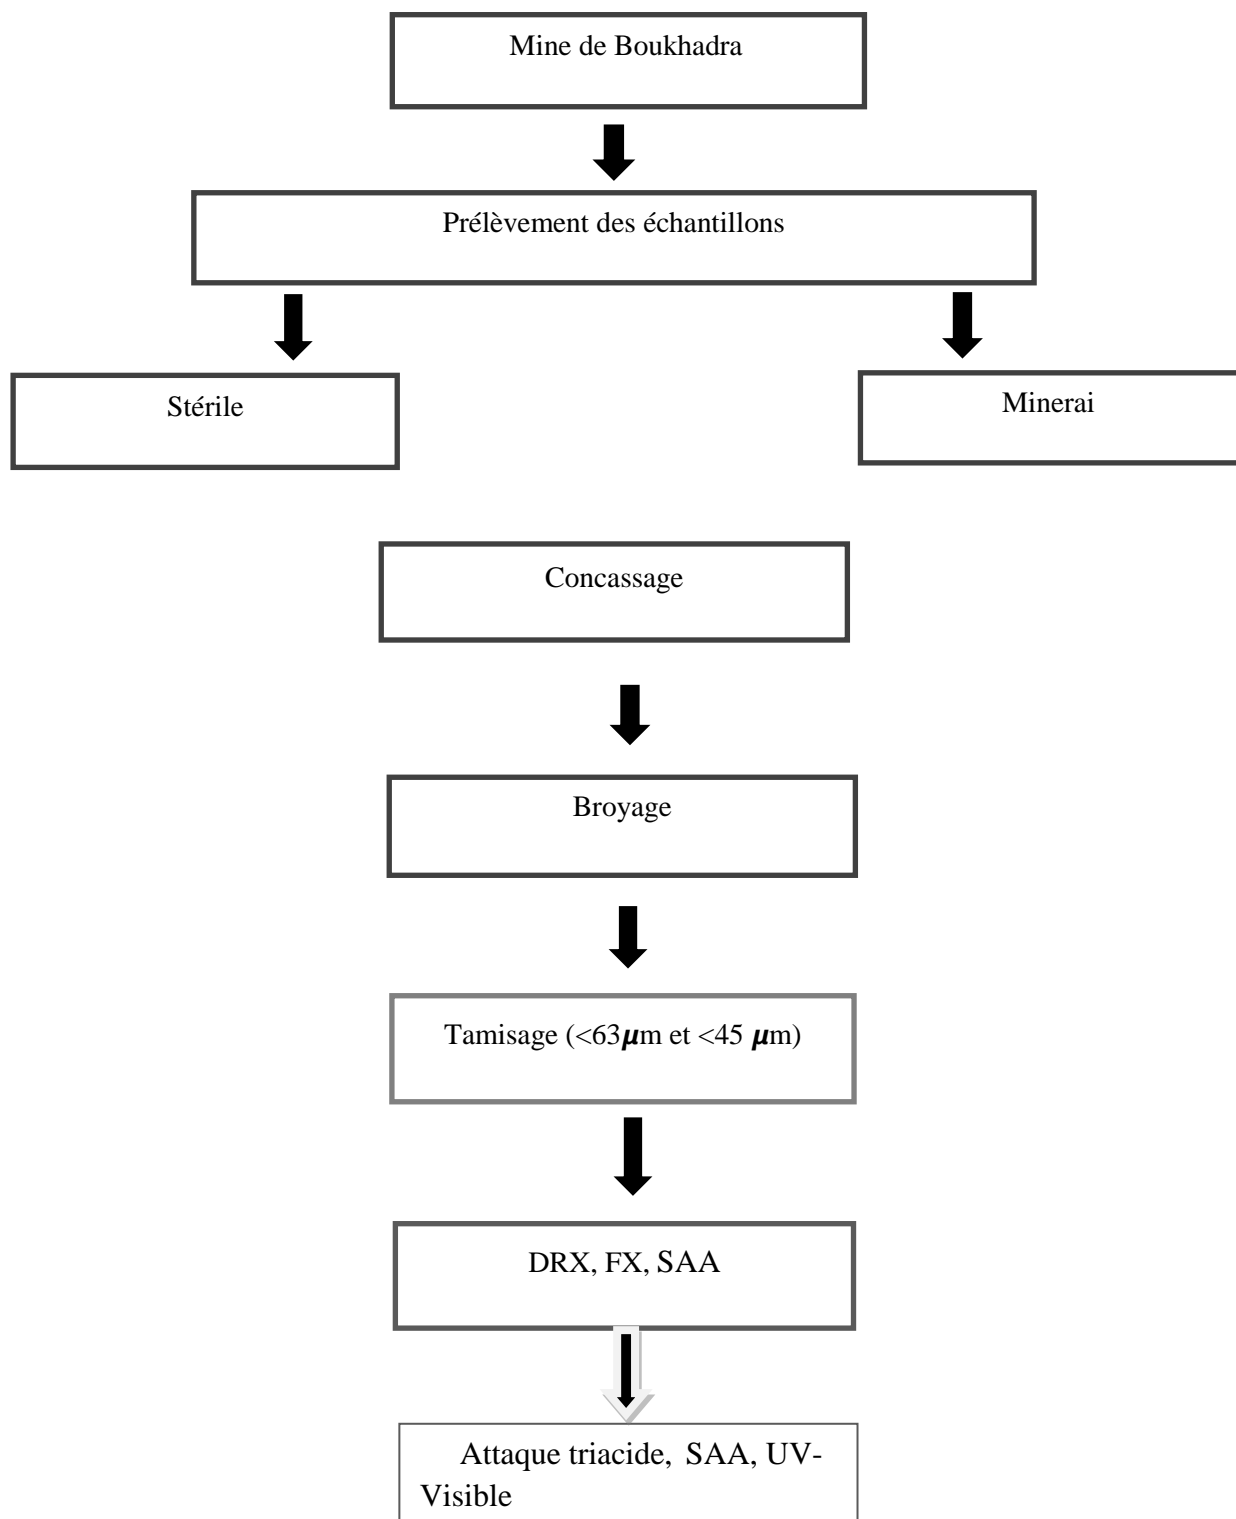 Mine de Boukhadra
Prélèvement des échantillons
Stérile
Minerai
Concassage
Broyage
Tamisage (<63µm et <45 µm)
DRX, FX, SAA
Attaque triacide, SAA, UV-
Visible